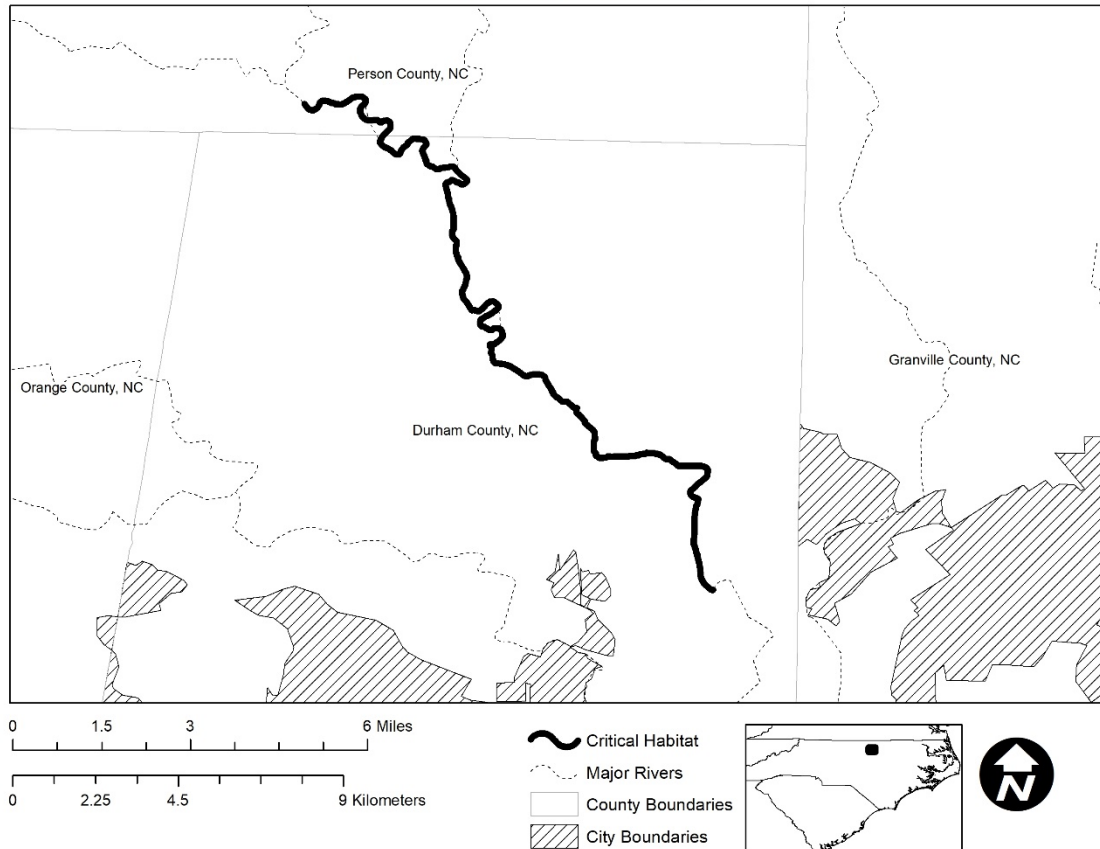 Person County, NC
Orange County, NC
Granville County, NC
Durham County, NC
0 1.5 3 6 Miles
0 2.25 4.5 9 Kilometers
Critical Habitat
Major Rivers
County Boundaries
City Boundaries
N